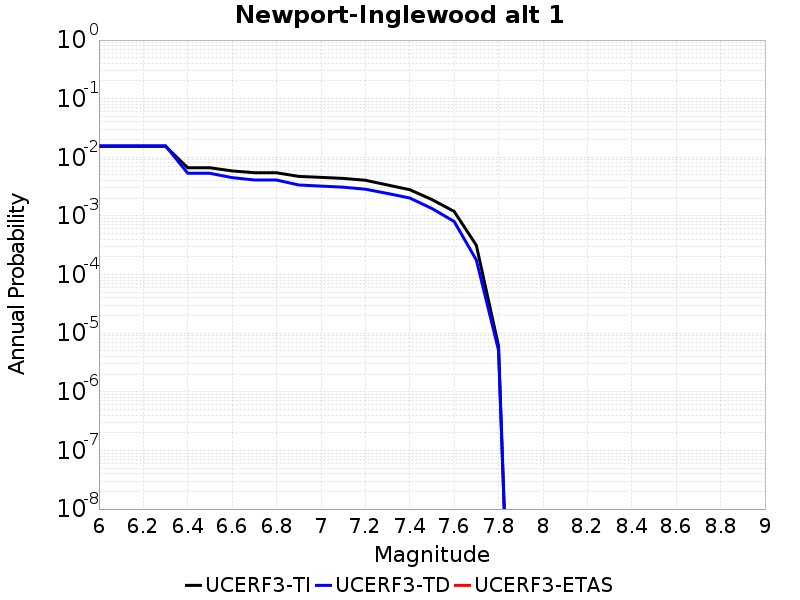 Newport-Inglewood alt 1
10^0
10^-1
10^-2
10^-3
10^-4
10^-5
10^-6
10^-7
10^-8
Annual Probability
6 6.2 6.4 6.6 6.8 7 7.2 7.4 7.6 7.8 8 8.2 8.4 8.6 8.8 9
Magnitude
UCERF3-TI UCERF3-TD UCERF3-ETAS